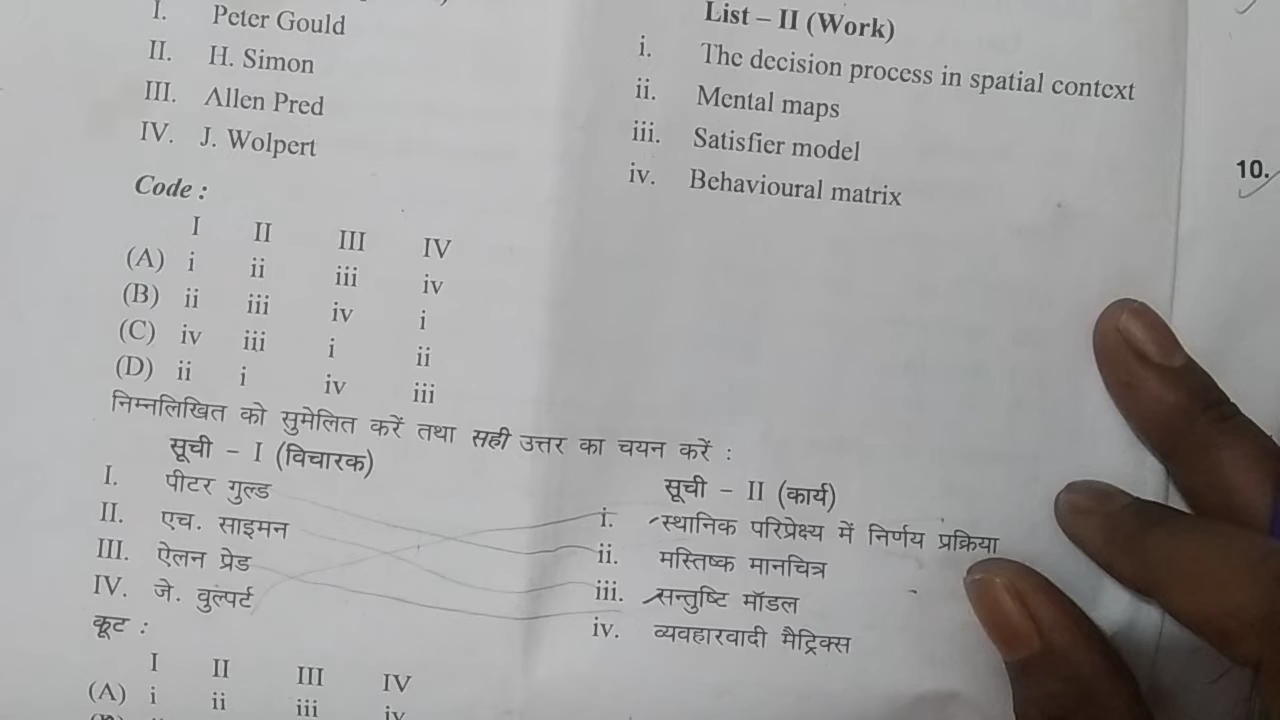 I. Peter Gould
II. H. Simon
III. Allen Pred
IV. J. Wolpert
List – II (Work)
i. The decision process in spatial context
ii. Mental maps
iii. Satisfier model
iv. Behavioural matrix
Code :
I II III IV
(A) i ii iii iv
(B) ii iii iv i
(C) iv iii i ii
(D) ii i iv iii
निम्नलिखित को सुमेलित करें तथा सही उत्तर का चयन करें :
सूची – I (विचारक)
I. पीटर गुल्ड
II. एच. साइमन
III. ऐलन प्रेड
IV. जे. वुल्पर्ट
सूची – II (कार्य)
i. स्थानिक परिप्रेक्ष्य में निर्णय प्रक्रिया
ii. मस्तिष्क मानचित्र
iii. सन्तुष्टि मॉडल
iv. व्यवहारवादी मैट्रिक्स
कूट :
I II III IV
(A) i ii iii iv
10.